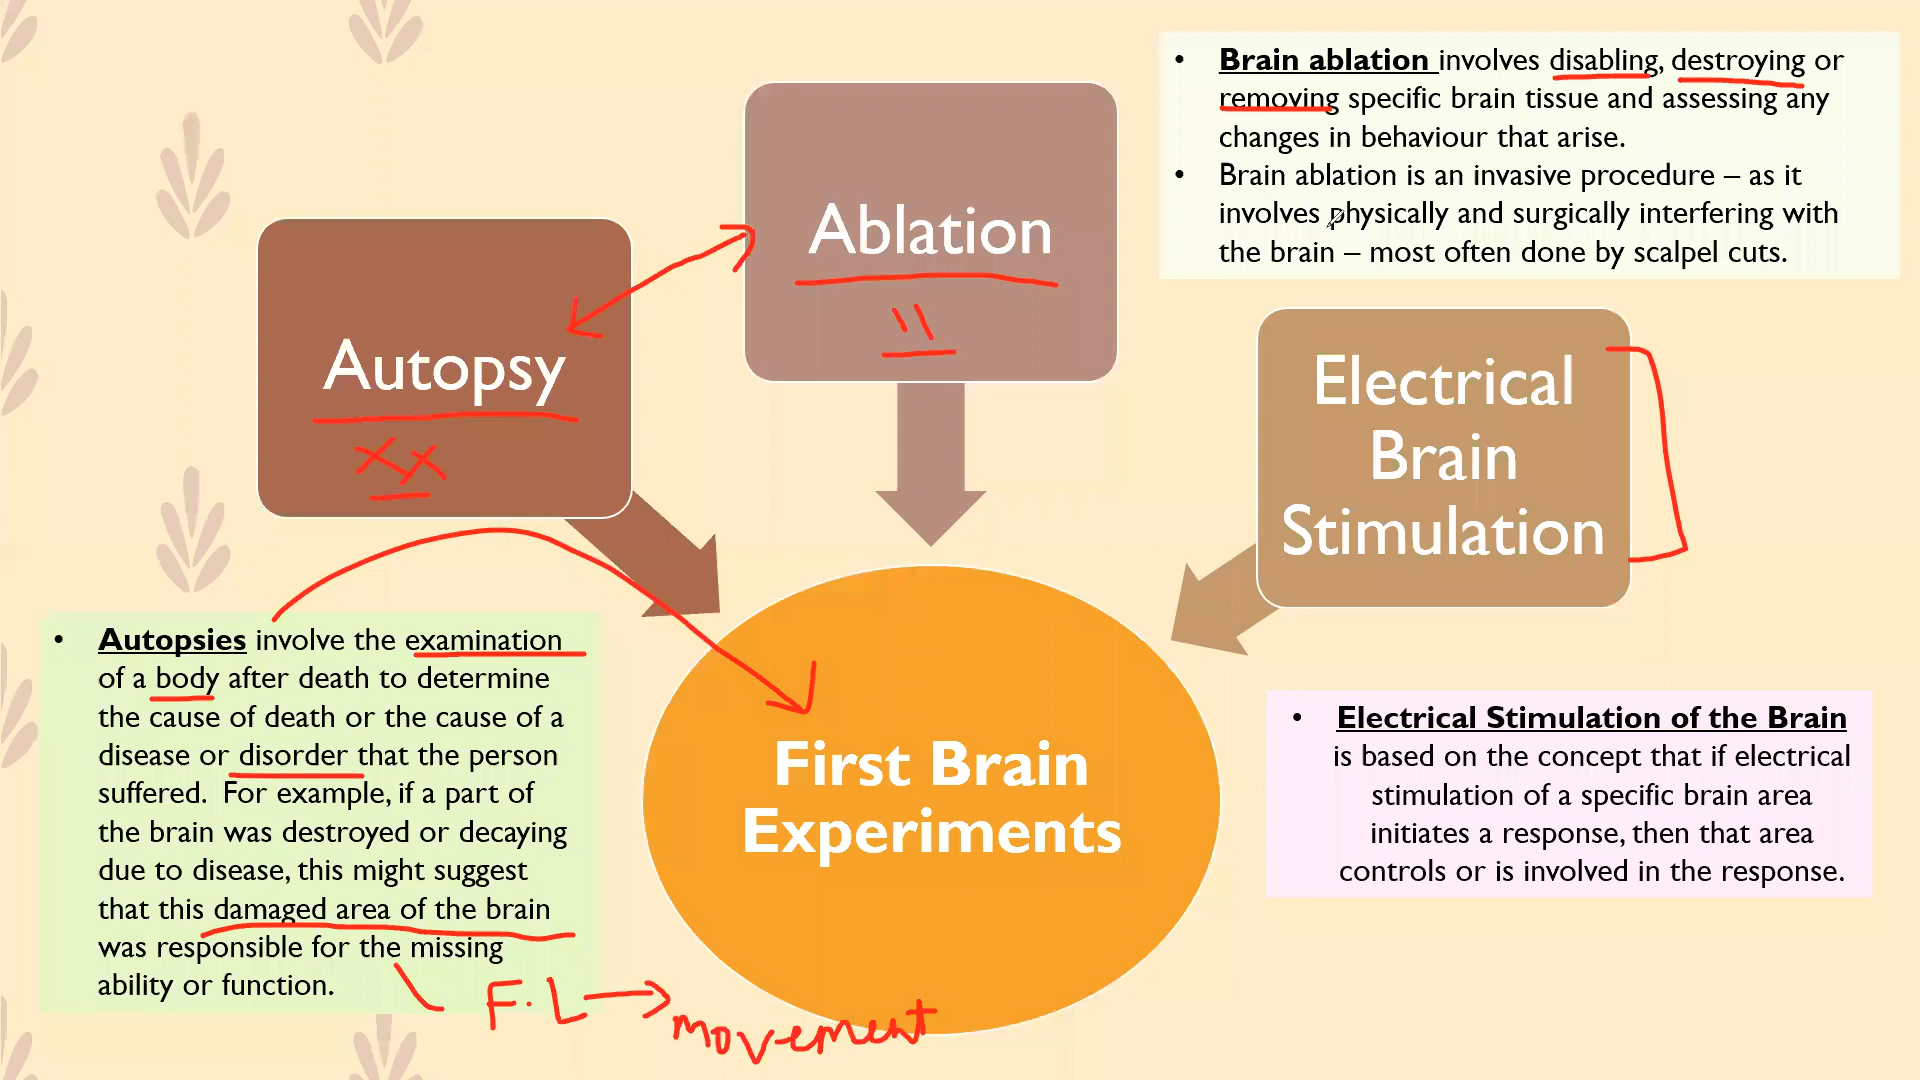 • Brain ablation involves disabling, destroying or
removing specific brain tissue and assessing any
changes in behaviour that arise.
• Brain ablation is an invasive procedure – as it
involves physically and surgically interfering with
the brain – most often done by scalpel cuts.
Ablation
Autopsy
xx
Electrical
Brain
Stimulation
• Autopsies involve the examination
of a body after death to determine
the cause of death or the cause of a
disease or disorder that the person
suffered. For example, if a part of
the brain was destroyed or decaying
due to disease, this might suggest
that this damaged area of the brain
was responsible for the missing
ability or function.
First Brain
Experiments
• Electrical Stimulation of the Brain
is based on the concept that if electrical
stimulation of a specific brain area
initiates a response, then that area
controls or is involved in the response.
F.L → movement